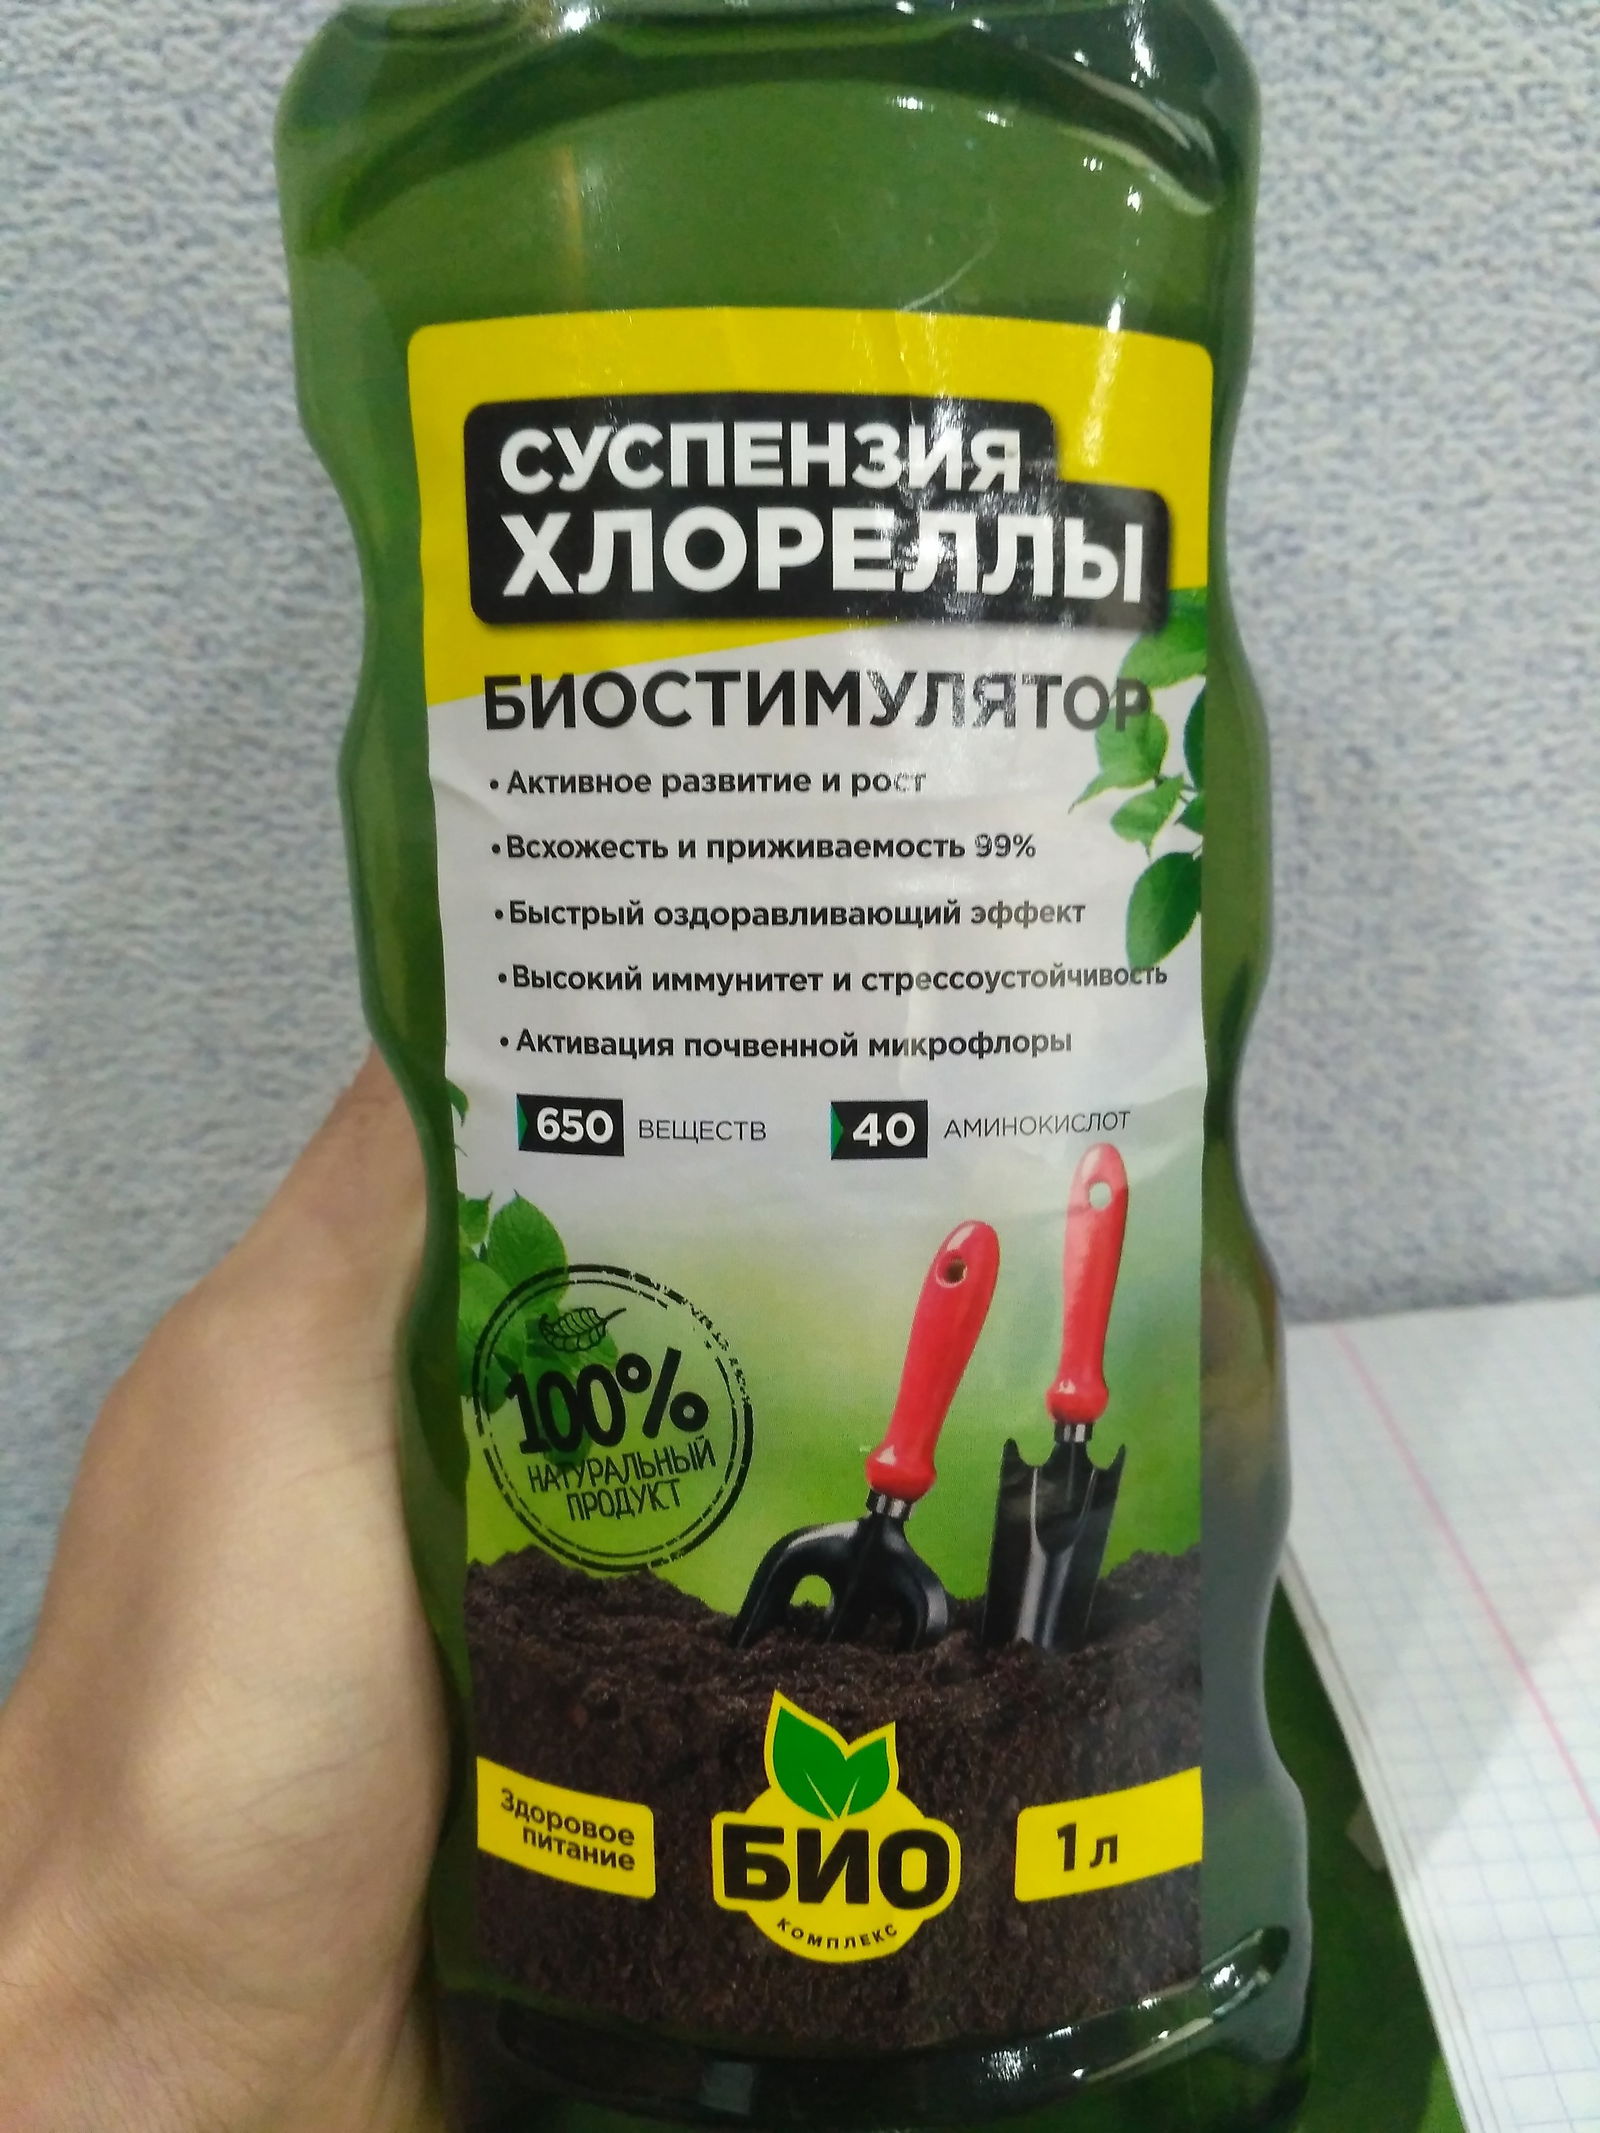 СУСПЕНЗИЯ
ХЛОРЕЛЛЫ
БИОСТИМУЛЯТОР
• Активное развитие и рост
• Всхожесть и приживаемость 99%
• Быстрый оздоравливающий эффект
• Высокий иммунитет и стрессоустойчивость
• Активация почвенной микрофлоры
650 ВЕЩЕСТВ 40 АМИНОКИСЛОТ
100%
НАТУРАЛЬНЫЙ
ПРОДУКТ
Здоровое
питание
БИО
КОМПЛЕКС
1 л